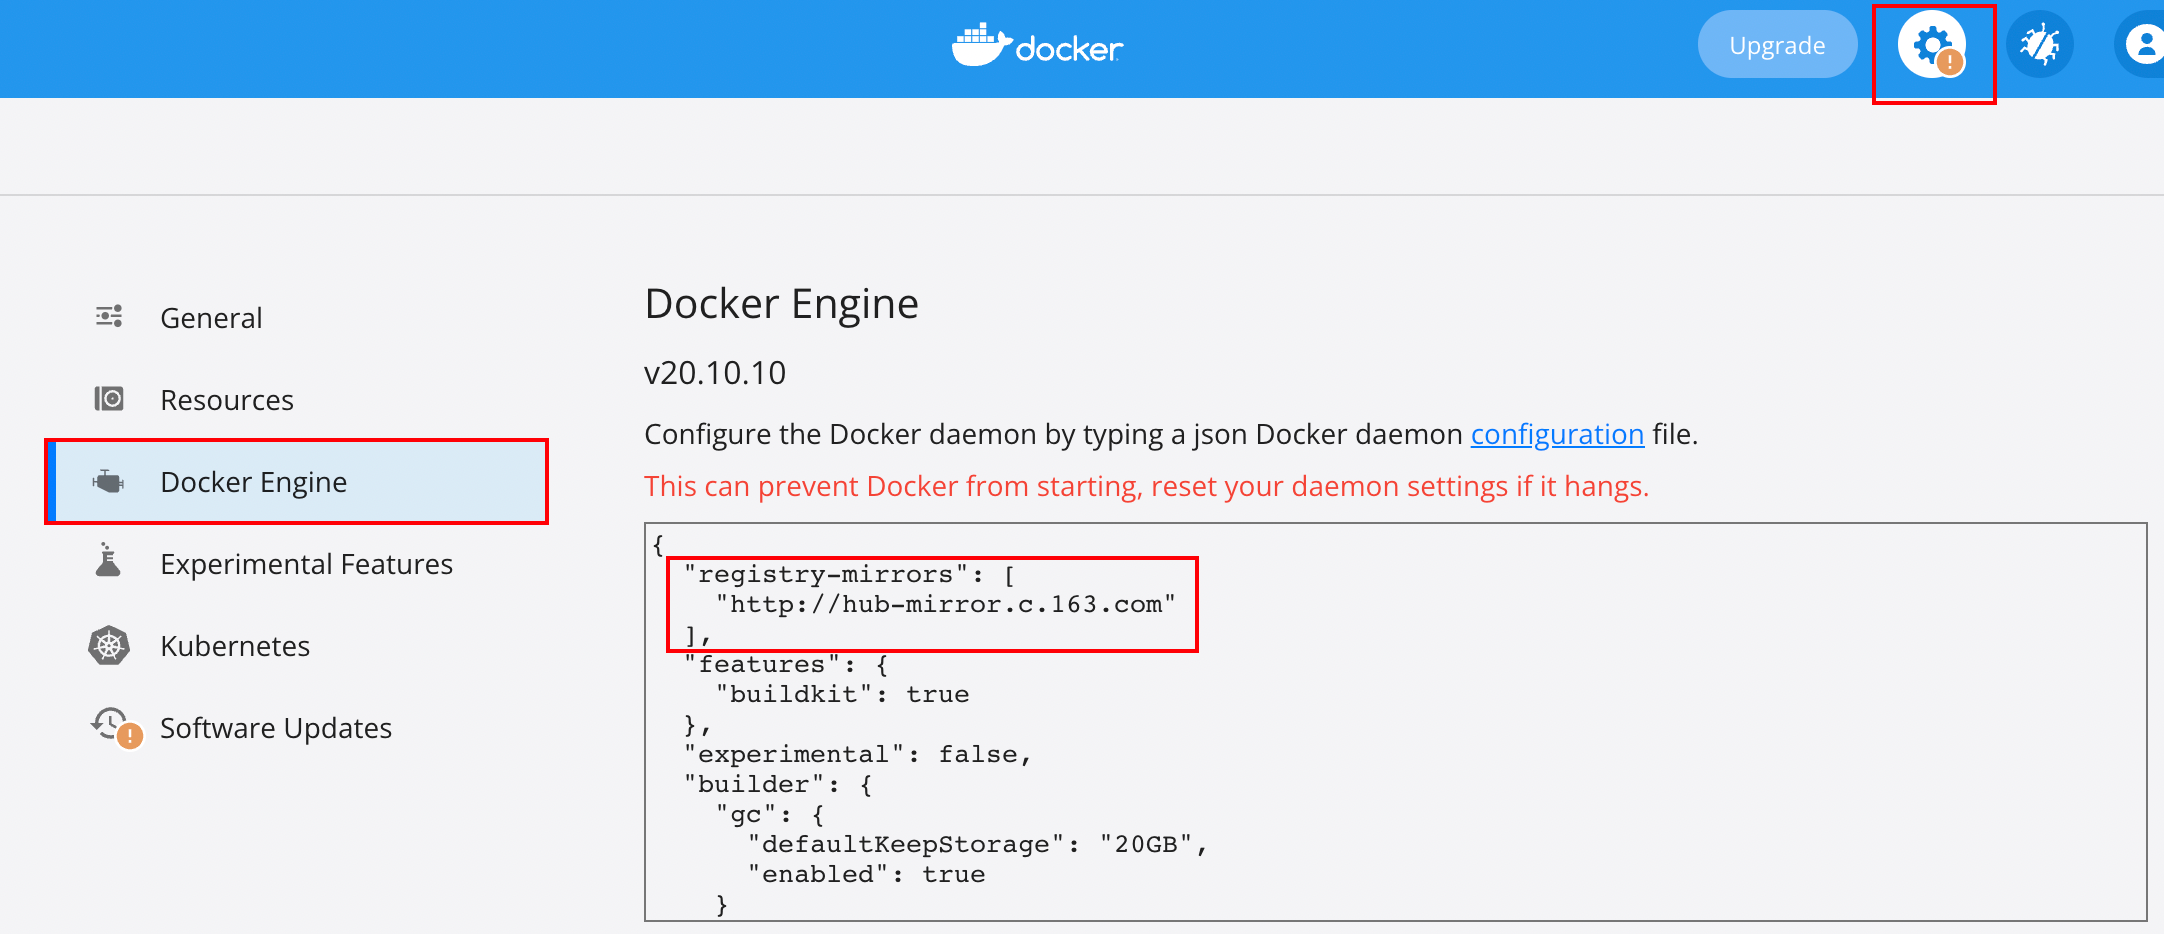 docker
Upgrade
General
Resources
Docker Engine
Experimental Features
Kubernetes
Software Updates
Docker Engine
v20.10.10
Configure the Docker daemon by typing a json Docker daemon configuration file.
This can prevent Docker from starting, reset your daemon settings if it hangs.
{
  "registry-mirrors": [
    "http://hub-mirror.c.163.com"
  ],
  "features": {
    "buildkit": true
  },
  "experimental": false,
  "builder": {
    "gc": {
      "defaultKeepStorage": "20GB",
      "enabled": true
    }